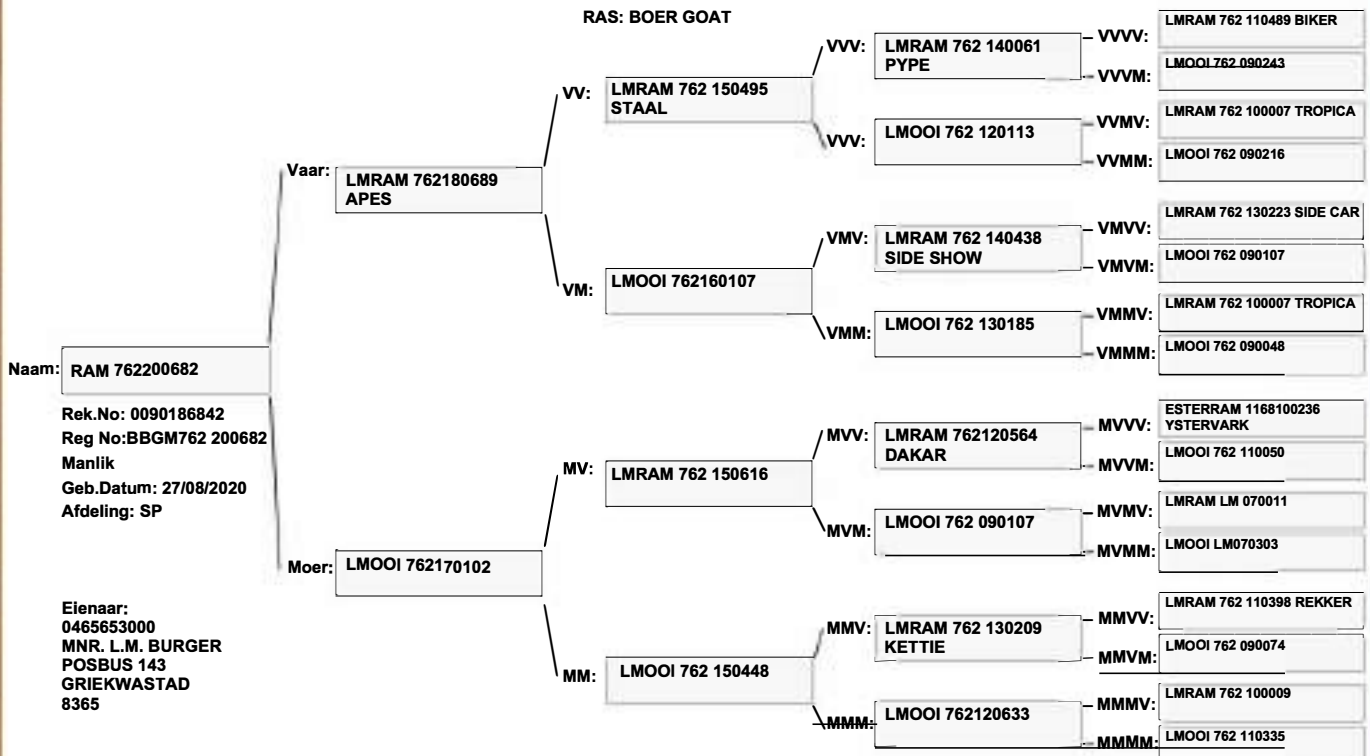 RAS: BOER GOAT
Naam: RAM 762200682
Rek.No: 0090186842
Reg No:BBGM762 200682
Manlik
Geb.Datum: 27/08/2020
Afdeling: SP
Eienaar:
0465653000
MNR. L.M. BURGER
POSBUS 143
GRIEKWASTAD
8365
Vaar: LMRAM 762180689
APES
Moer: LMOOI 762170102
VV: LMRAM 762 150495
STAAL
VM: LMOOI 762160107
MV: LMRAM 762 150616
MM: LMOOI 762 150448
VVV: LMRAM 762 140061
PYPE
VVV: LMOOI 762 120113
VMV: LMRAM 762 140438
SIDE SHOW
VMM: LMOOI 762 130185
MVV: LMRAM 762120564
DAKAR
MVM: LMOOI 762 090107
MMV: LMRAM 762 130209
KETTIE
MMM: LMOOI 762120633
VVVV: LMRAM 762 110489 BIKER
VVVM: LMOOI 762 090243
VVMV: LMRAM 762 100007 TROPICA
VVMM: LMOOI 762 090216
VMVV: LMRAM 762 130223 SIDE CAR
VMVM: LMOOI 762 090107
VMMV: LMRAM 762 100007 TROPICA
VMMM: LMOOI 762 090048
MVVV: ESTERRAM 1168100236
YSTERVARK
MVVM: LMOOI 762 110050
MVMV: LMRAM LM 070011
MVMM: LMOOI LM070303
MMVV: LMRAM 762 110398 REKKER
MMVM: LMOOI 762 090074
MMMV: LMRAM 762 100009
MMMM: LMOOI 762 110335